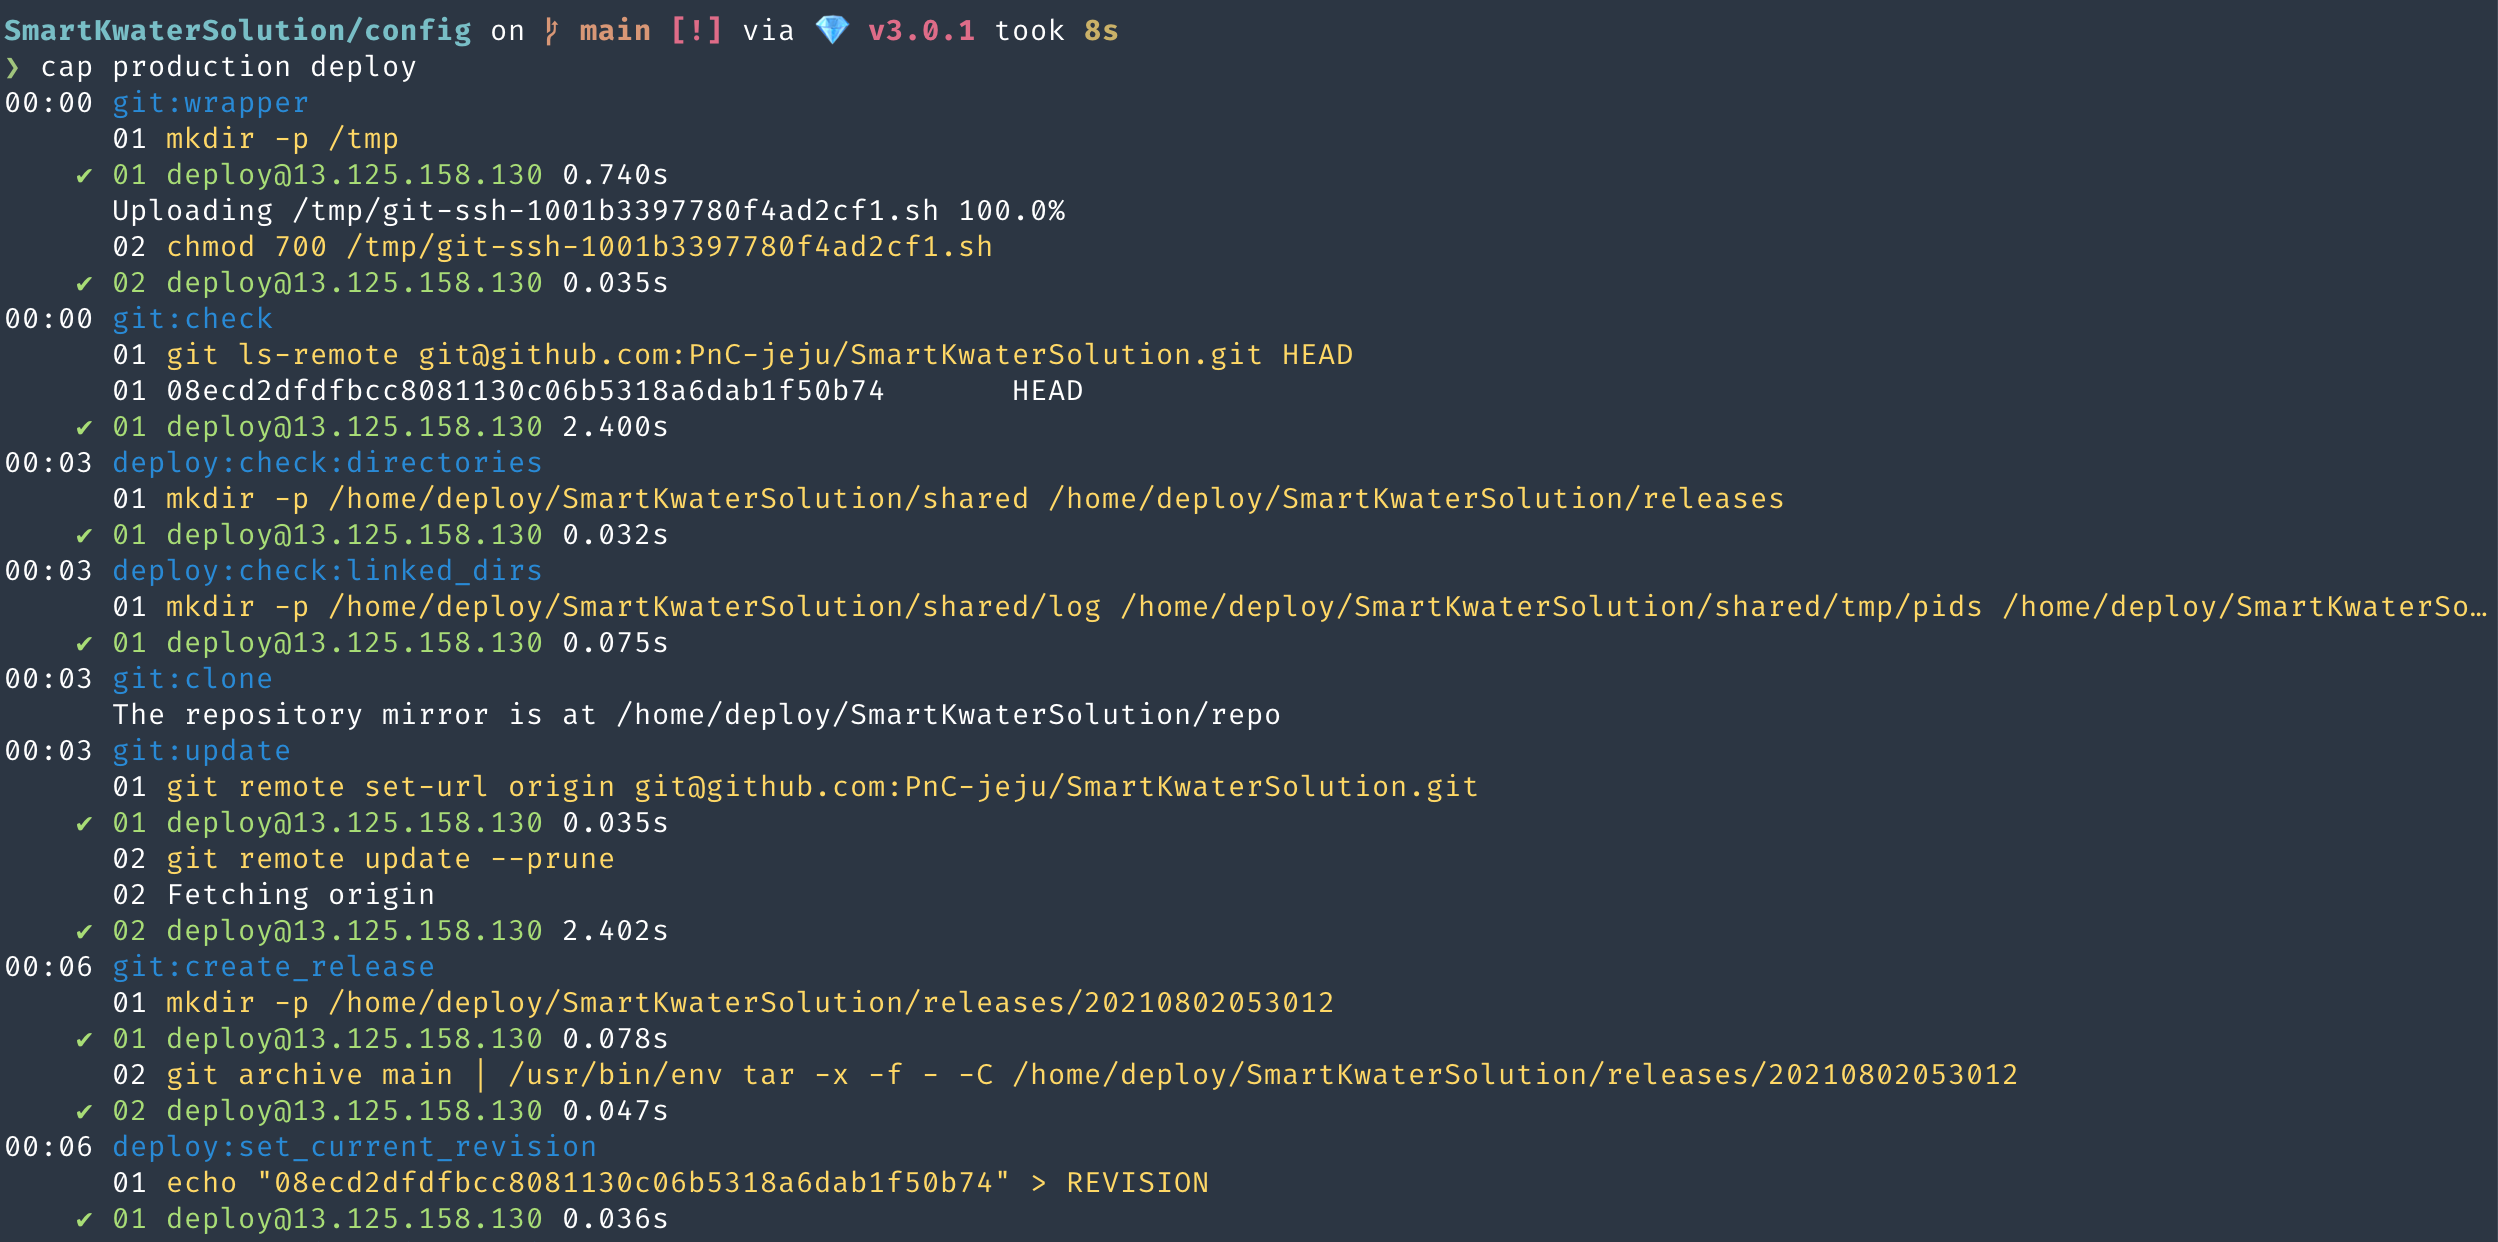 SmartKwaterSolution/config on main [!] via 💎 v3.0.1 took 8s
❯ cap production deploy
00:00 git:wrapper
01 mkdir -p /tmp
✔ 01 deploy@13.125.158.130 0.740s
Uploading /tmp/git-ssh-1001b3397780f4ad2cf1.sh 100.0%
02 chmod 700 /tmp/git-ssh-1001b3397780f4ad2cf1.sh
✔ 02 deploy@13.125.158.130 0.035s
00:00 git:check
01 git ls-remote git@github.com:PnC-jeju/SmartKwaterSolution.git HEAD
01 08ecd2dfdfbcc8081130c06b5318a6dab1f50b74 HEAD
✔ 01 deploy@13.125.158.130 2.400s
00:03 deploy:check:directories
01 mkdir -p /home/deploy/SmartKwaterSolution/shared /home/deploy/SmartKwaterSolution/releases
✔ 01 deploy@13.125.158.130 0.032s
00:03 deploy:check:linked_dirs
01 mkdir -p /home/deploy/SmartKwaterSolution/shared/log /home/deploy/SmartKwaterSolution/shared/tmp/pids /home/deploy/SmartKwaterSo…
✔ 01 deploy@13.125.158.130 0.075s
00:03 git:clone
The repository mirror is at /home/deploy/SmartKwaterSolution/repo
00:03 git:update
01 git remote set-url origin git@github.com:PnC-jeju/SmartKwaterSolution.git
✔ 01 deploy@13.125.158.130 0.035s
02 git remote update --prune
02 Fetching origin
✔ 02 deploy@13.125.158.130 2.402s
00:06 git:create_release
01 mkdir -p /home/deploy/SmartKwaterSolution/releases/20210802053012
✔ 01 deploy@13.125.158.130 0.078s
02 git archive main | /usr/bin/env tar -x -f - -C /home/deploy/SmartKwaterSolution/releases/20210802053012
✔ 02 deploy@13.125.158.130 0.047s
00:06 deploy:set_current_revision
01 echo "08ecd2dfdfbcc8081130c06b5318a6dab1f50b74" > REVISION
✔ 01 deploy@13.125.158.130 0.036s